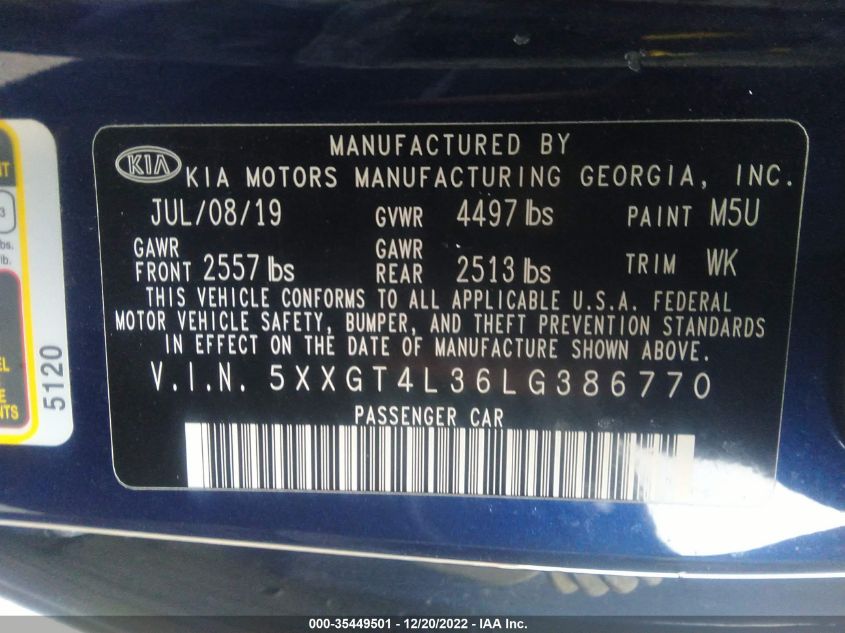 MANUFACTURED BY
KIA KIA MOTORS MANUFACTURING GEORGIA, INC.
JUL/08/19 GVWR 4497 lbs PAINT M5U
GAWR FRONT 2557 lbs GAWR REAR 2513 lbs TRIM WK
THIS VEHICLE CONFORMS TO ALL APPLICABLE U.S.A. FEDERAL
MOTOR VEHICLE SAFETY, BUMPER, AND THEFT PREVENTION STANDARDS
IN EFFECT ON THE DATE OF MANUFACTURE SHOWN ABOVE.
V.I.N. 5XXGT4L36LG386770
PASSENGER CAR
5120
000-35449501 - 12/20/2022 - IAA Inc.